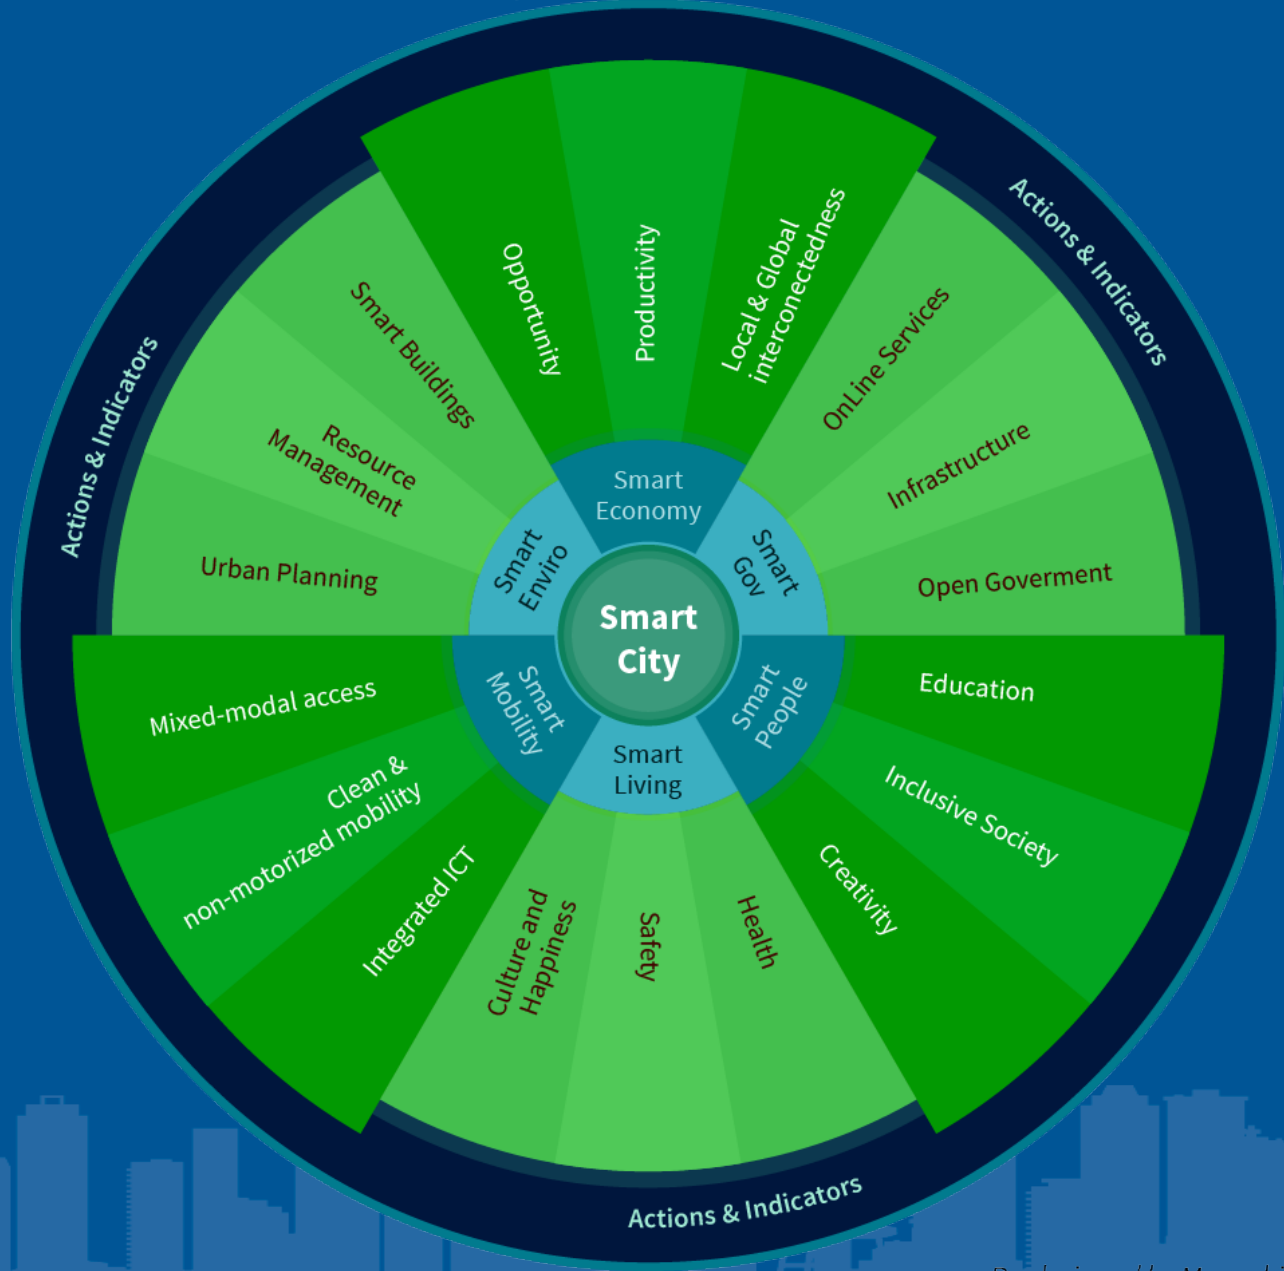 Smart
City
Smart
Economy
Opportunity
Productivity
Local & Global
interconectedness
Smart
Gov
OnLine Services
Infrastructure
Open Goverment
Smart
People
Education
Inclusive Society
Creativity
Smart
Living
Health
Safety
Culture and
Happiness
Smart
Mobility
Integrated ICT
Clean &
non-motorized mobility
Mixed-modal access
Smart
Enviro
Urban Planning
Resource
Management
Smart Buildings
Actions & Indicators
Actions & Indicators
Actions & Indicators